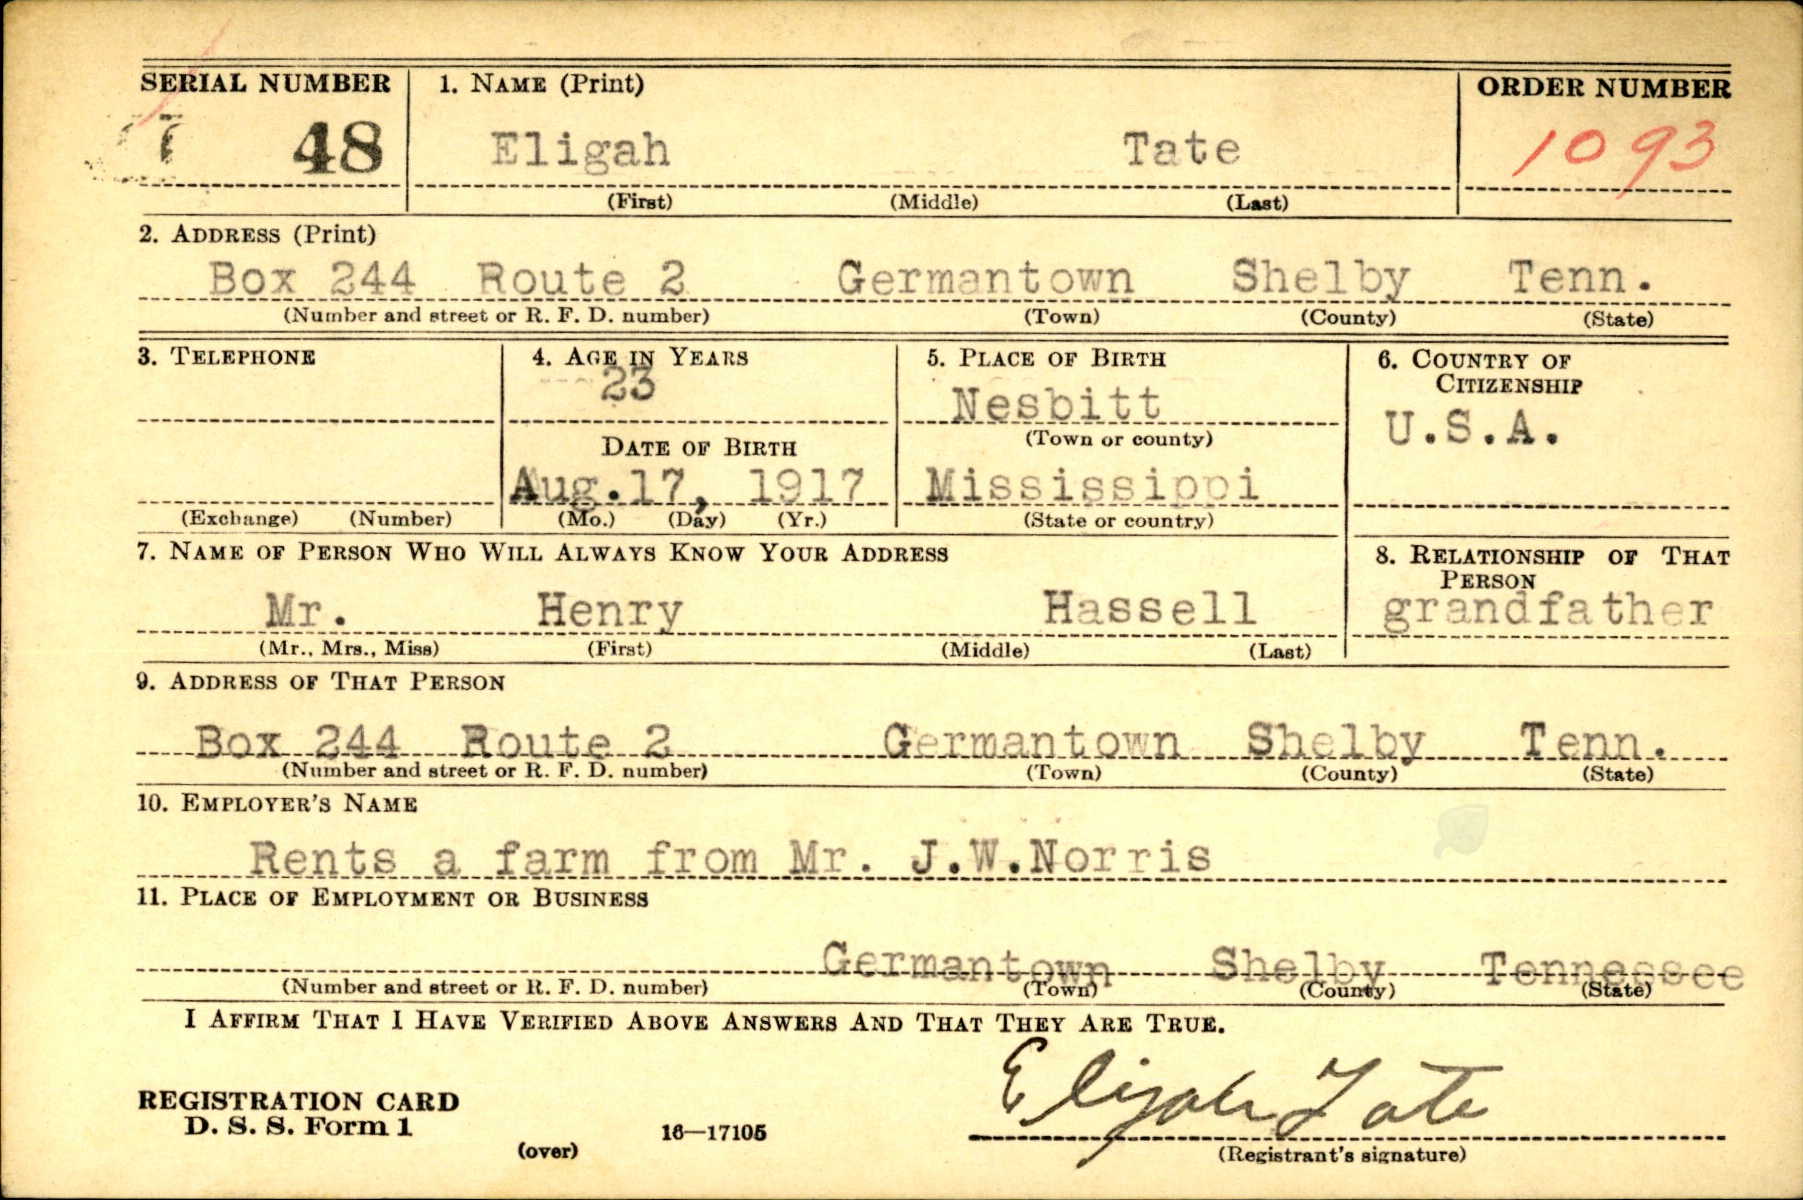 SERIAL NUMBER 1. NAME (Print) ORDER NUMBER
48 Eligah Tate 1093
(First) (Middle) (Last)
2. ADDRESS (Print)
Box 244 Route 2 Germantown Shelby Tenn.
(Number and street or R. F. D. number) (Town) (County) (State)
3. TELEPHONE 4. AGE IN YEARS 5. PLACE OF BIRTH 6. COUNTRY OF CITIZENSHIP
23 Nesbitt U.S.A.
DATE OF BIRTH (Town or county)
Aug.17, 1917 Mississippi
(Exchange) (Number) (Mo.) (Day) (Yr.) (State or country)
7. NAME OF PERSON WHO WILL ALWAYS KNOW YOUR ADDRESS 8. RELATIONSHIP OF THAT PERSON
Mr. Henry Hassell grandfather
(Mr., Mrs., Miss) (First) (Middle) (Last)
9. ADDRESS OF THAT PERSON
Box 244 Route 2 Germantown Shelby Tenn.
(Number and street or R. F. D. number) (Town) (County) (State)
10. EMPLOYER'S NAME
Rents a farm from Mr. J.W.Norris
11. PLACE OF EMPLOYMENT OR BUSINESS
Germantown Shelby Tennessee
(Number and street or R. F. D. number) (Town) (County) (State)
I AFFIRM THAT I HAVE VERIFIED ABOVE ANSWERS AND THAT THEY ARE TRUE.
Elijah Tate
REGISTRATION CARD
D. S. S. Form 1
(over) 16—17105 (Registrant's signature)